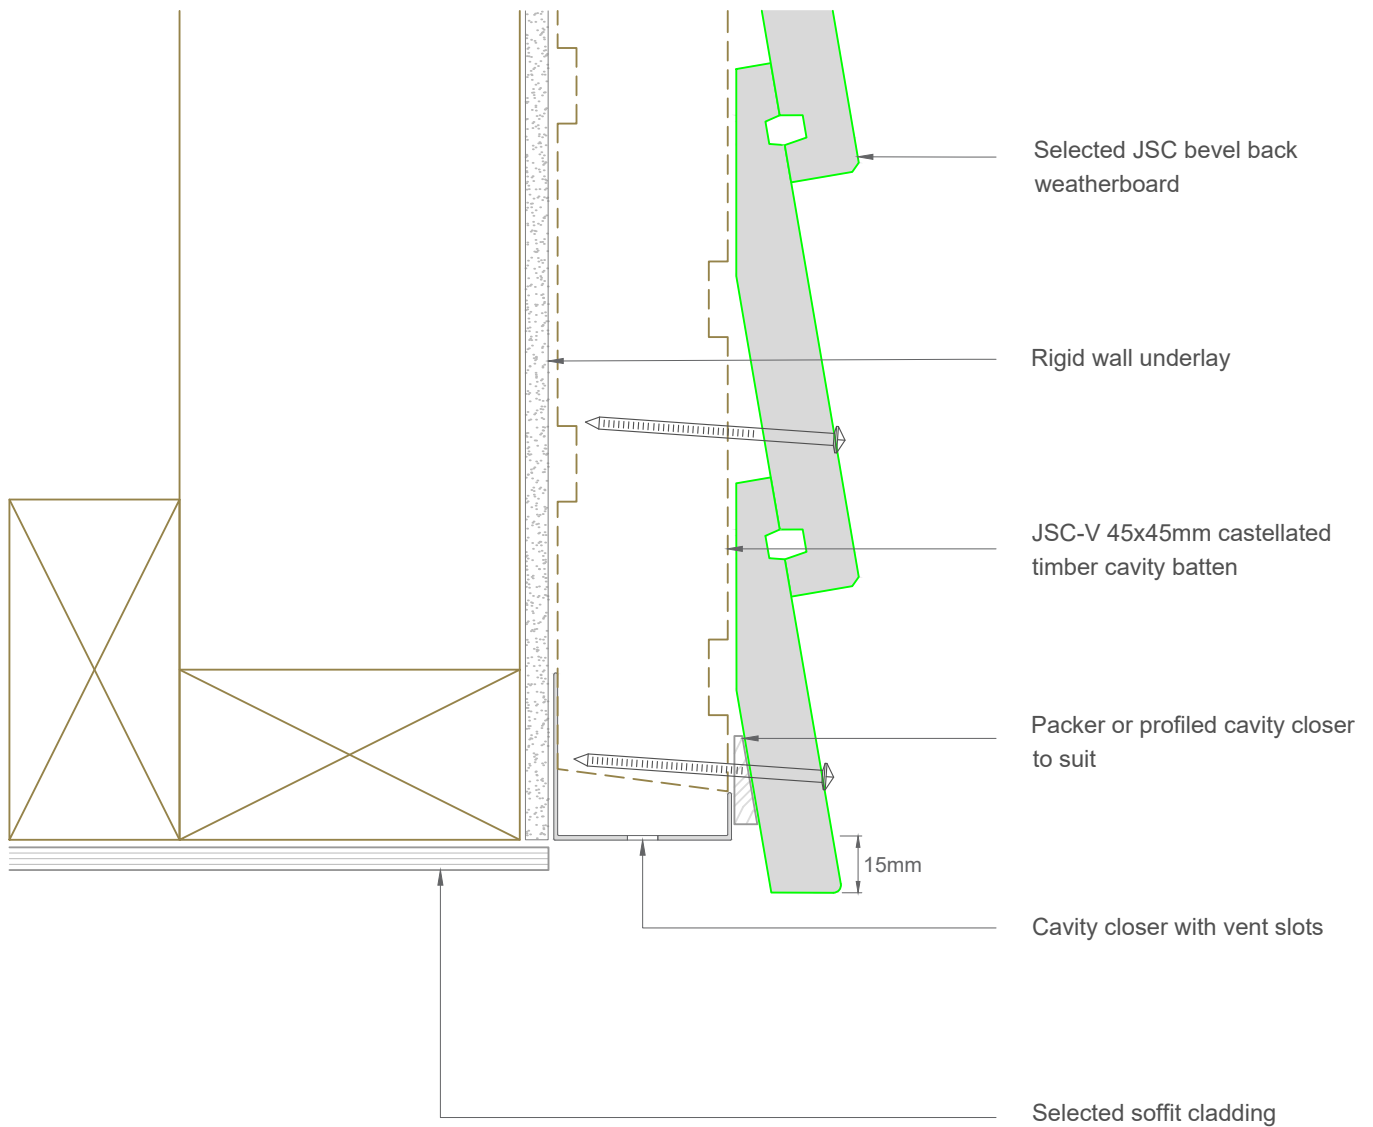 Selected JSC bevel back
weatherboard
Rigid wall underlay
JSC-V 45x45mm castellated
timber cavity batten
Packer or profiled cavity closer
to suit
15mm
Cavity closer with vent slots
Selected soffit cladding